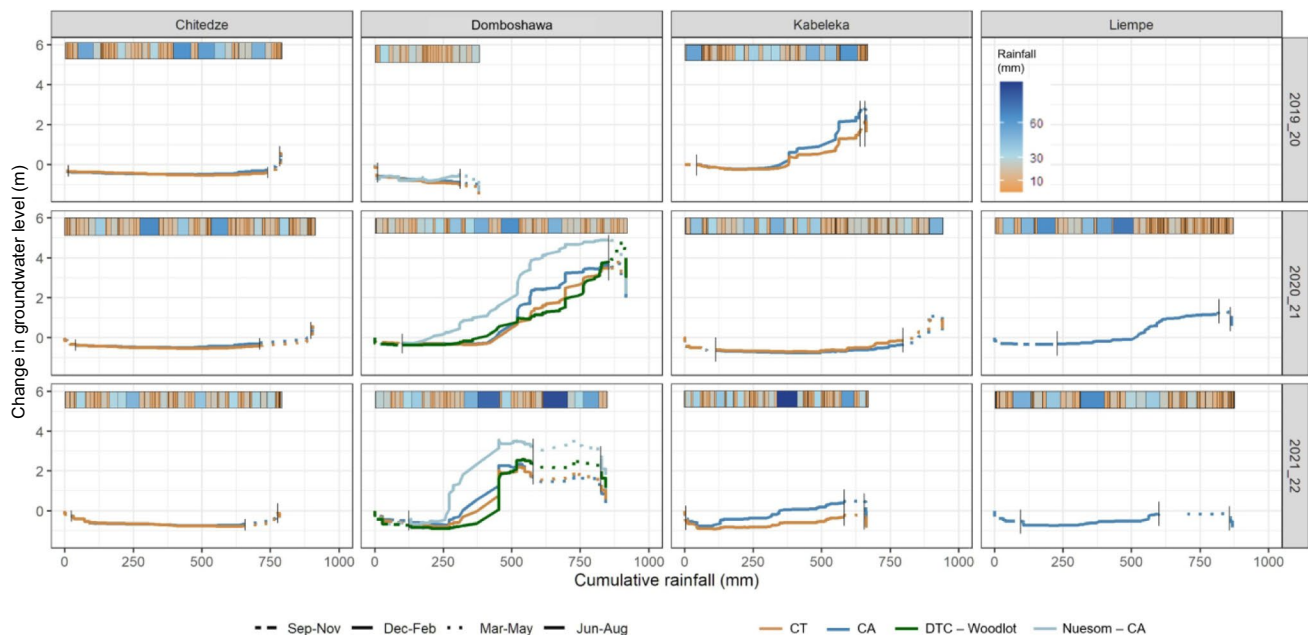 Chitedze Domboshawa Kabeleka Liempe
6 4 2 0
Rainfall
(mm)
60
30
10
2019_20
Change in groundwater level (m)
6 4 2 0
2020_21
6 4 2 0
2021_22
0 250 500 750 1000 0 250 500 750 1000 0 250 500 750 1000 0 250 500 750 1000
Cumulative rainfall (mm)
Sep-Nov Dec-Feb Mar-May Jun-Aug CT CA DTC – Woodlot Nuesom – CA